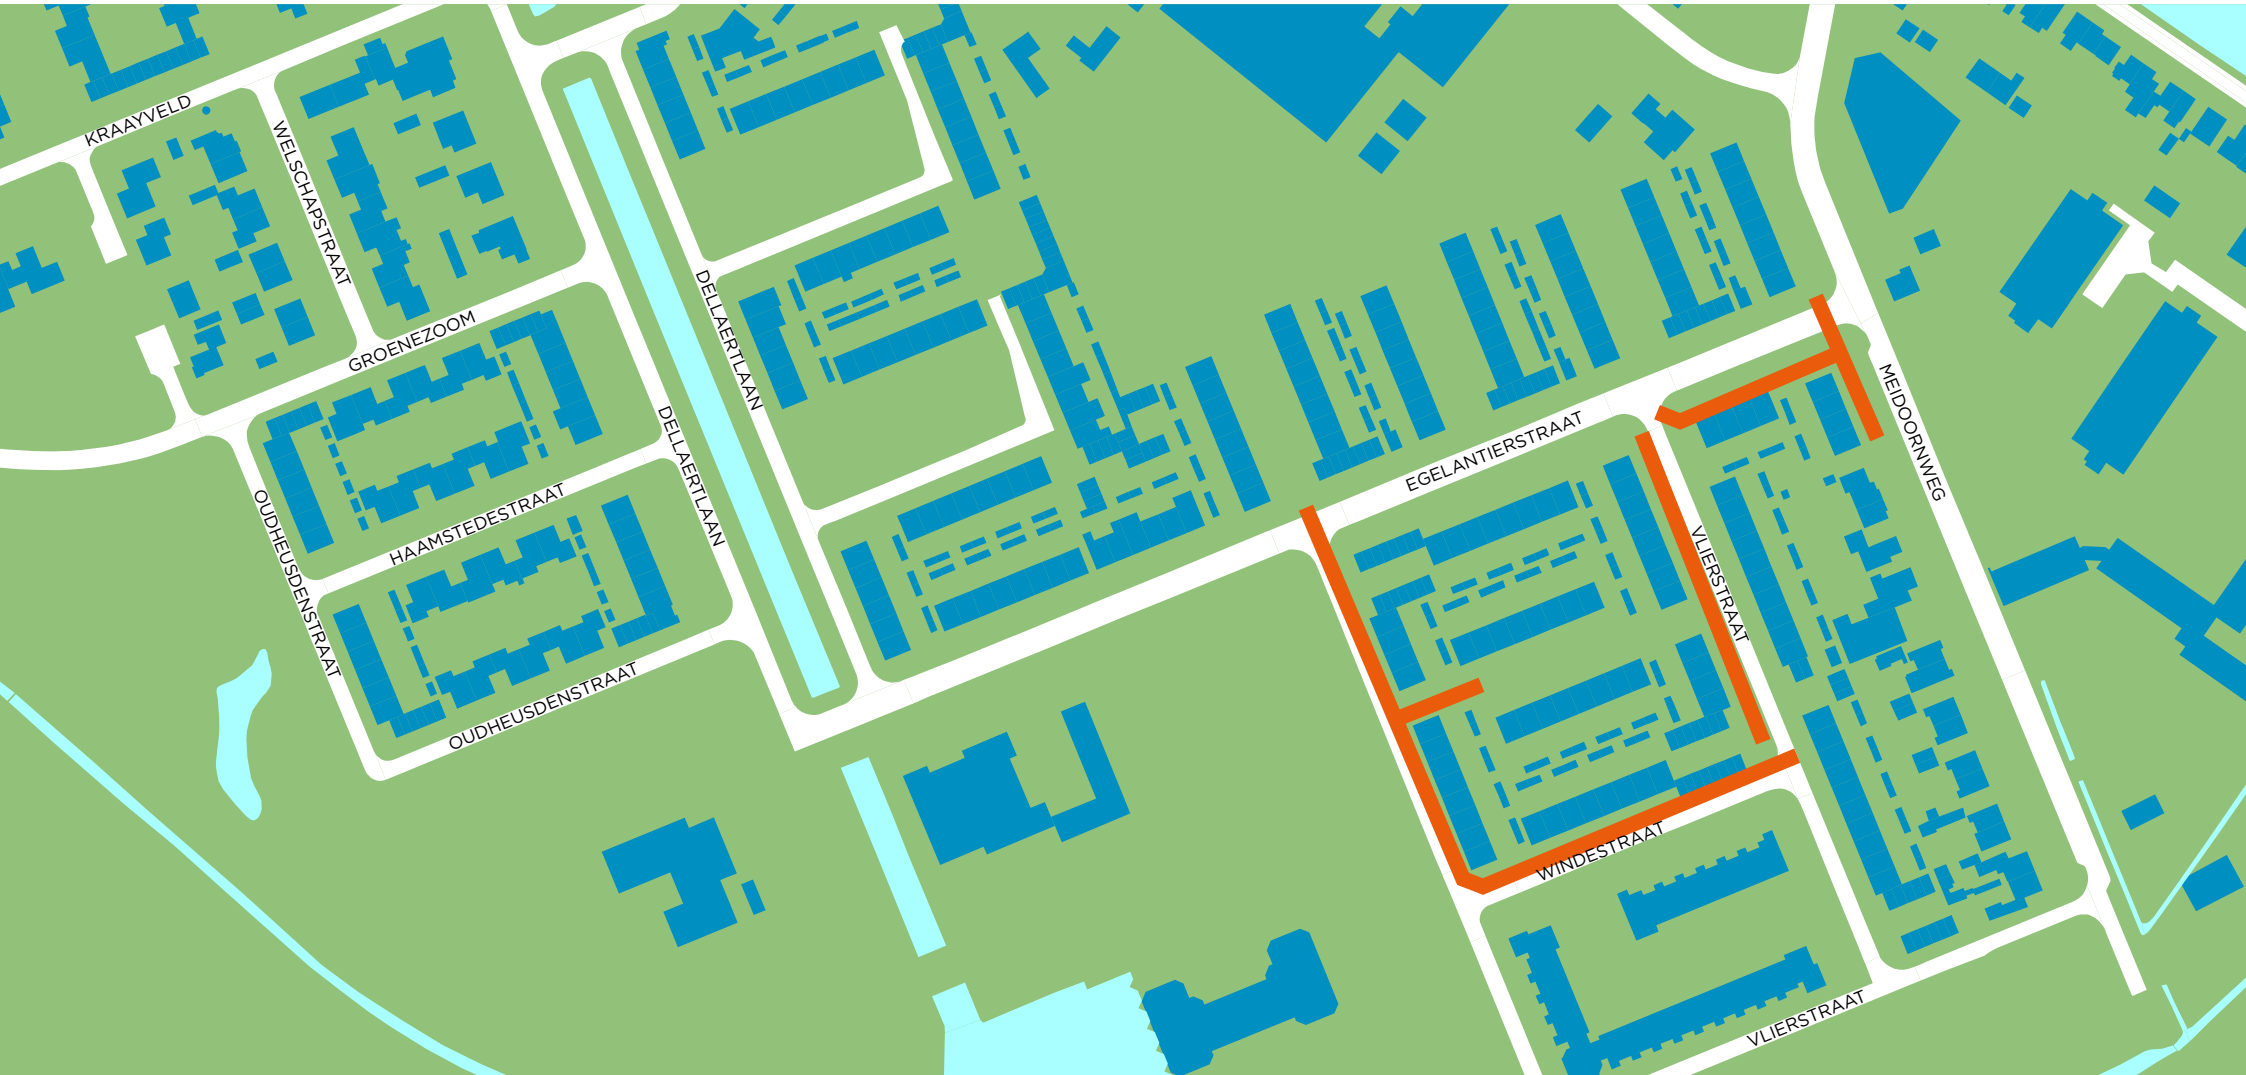 KRAAYVELD
WELSCHAPSTRAAT
GROENEZOOM
DELLAERTLAAN
DELLAERTLAAN
MEIDOORNWEG
EGELANTIERSTRAAT
OUDHEUSDENSTRAAT
HAAMSTEDESTRAAT
VLIERSTRAAT
OUDHEUSDENSTRAAT
WINDESTRAAT
VLIERSTRAAT